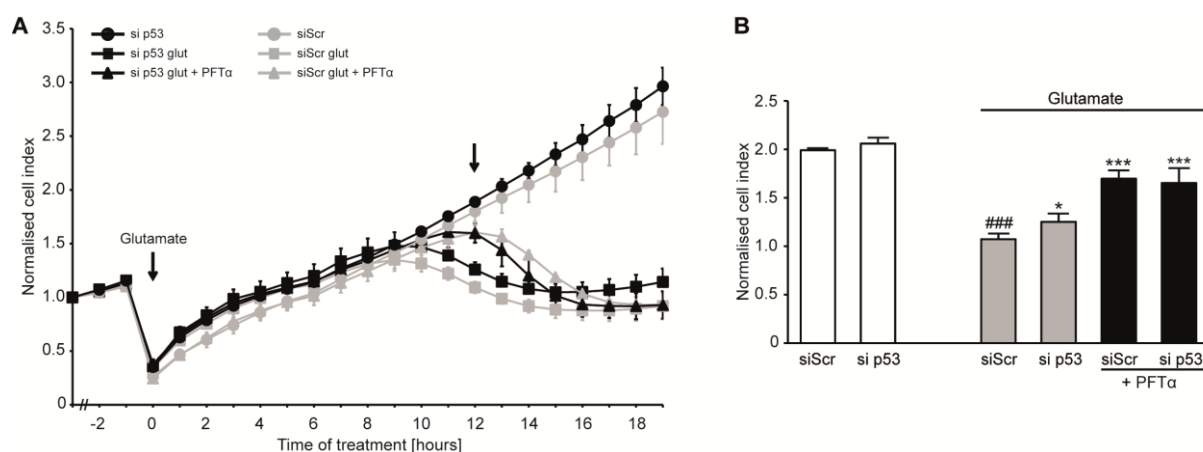 A
B
3.5
3.0
2.5
2.0
1.5
1.0
0.5
0
Normalised cell index
si p53
si p53 glut
si p53 glut + PFTα
siScr
siScr glut
siScr glut + PFTα
Glutamate
-2 0 2 4 6 8 10 12 14 16 18
Time of treatment [hours]
Glutamate
2.5
2.0
1.5
1.0
0.5
0.0
Normalised cell index
###
*
***
***
siScr si p53 siScr si p53 siScr si p53
+ PFTα